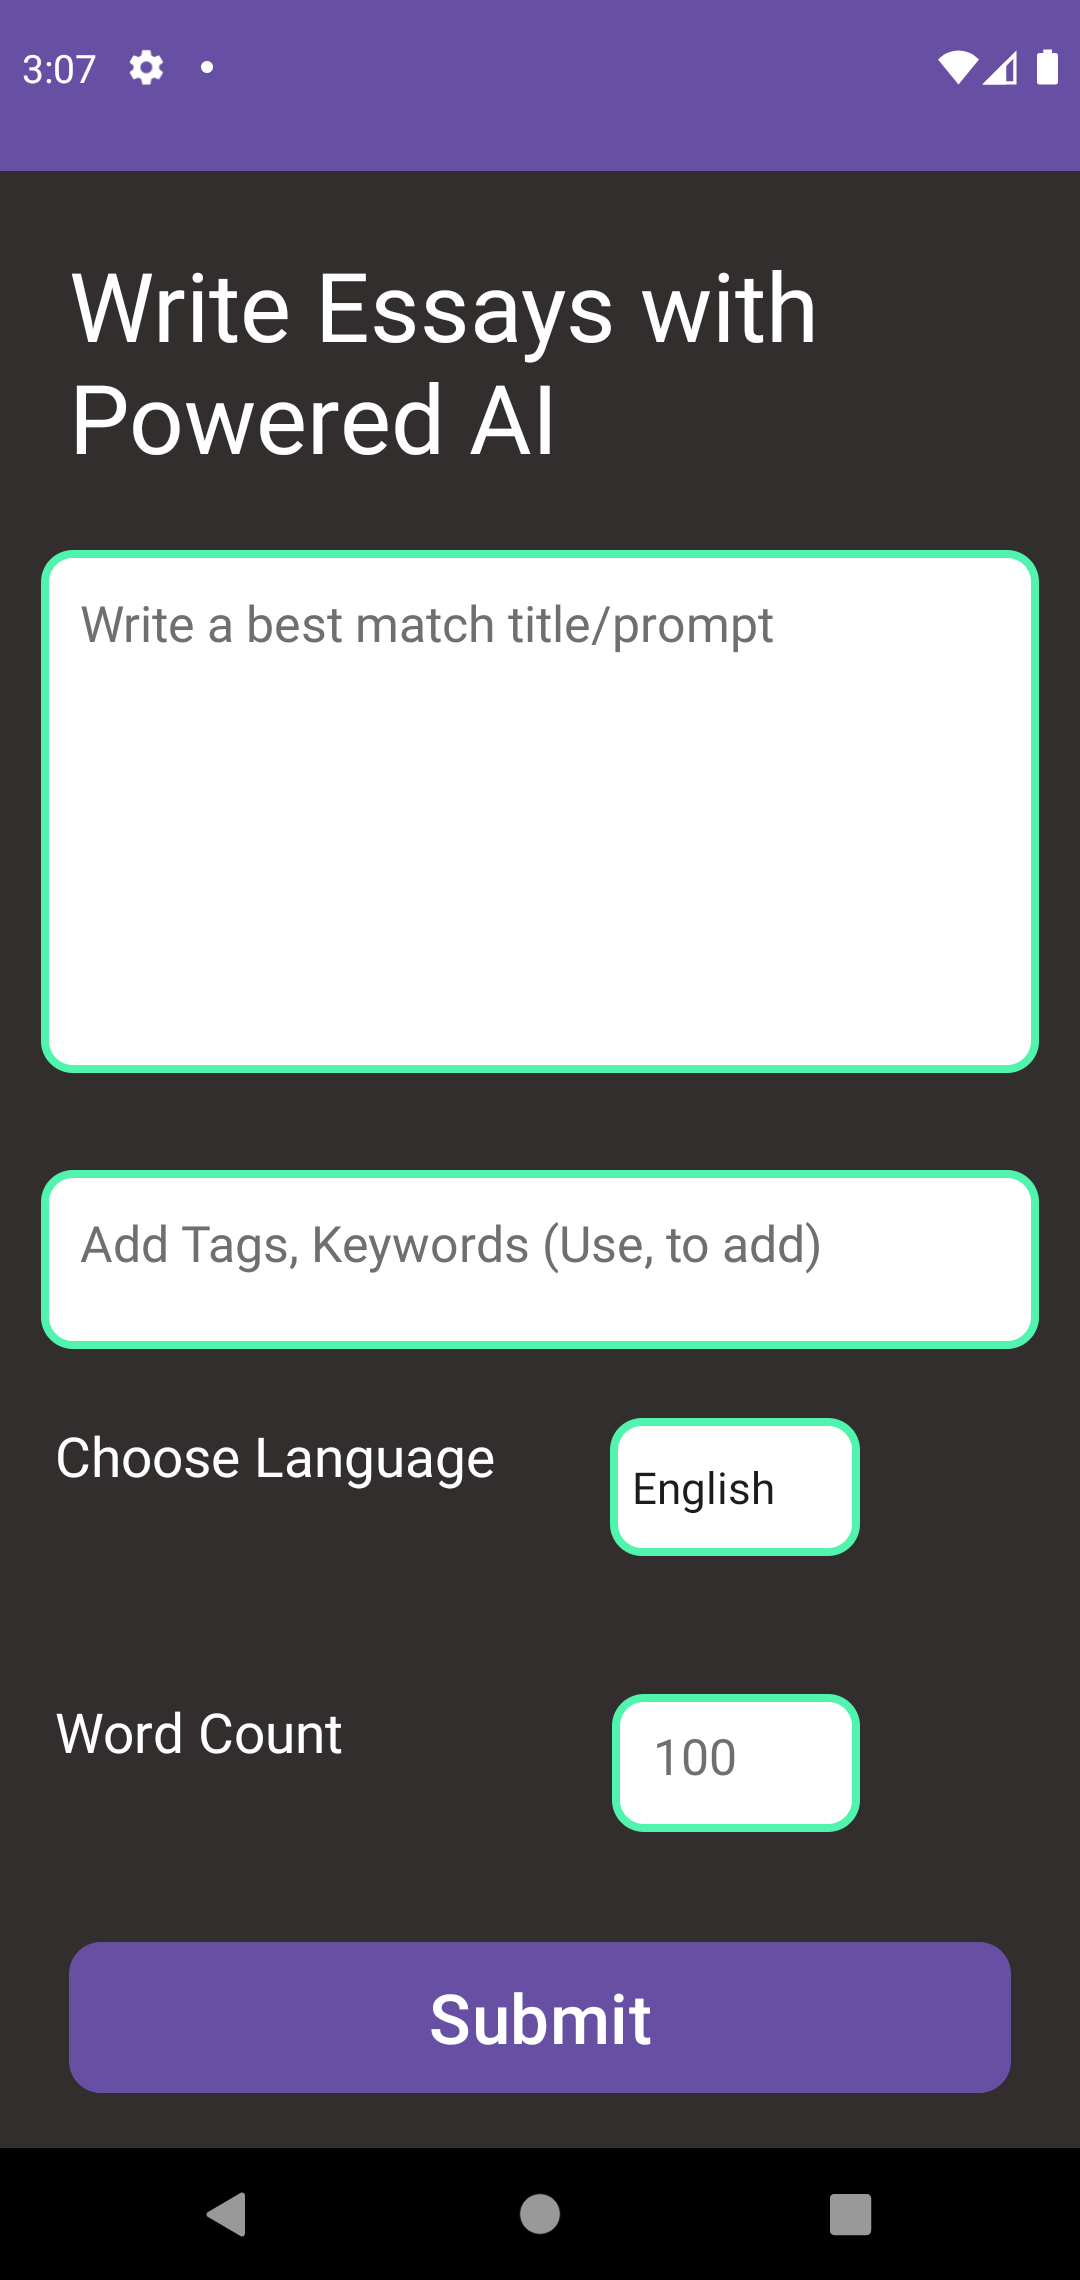 3:07
Write Essays with
Powered AI
Write a best match title/prompt
Add Tags, Keywords (Use, to add)
Choose Language
English
Word Count
100
Submit